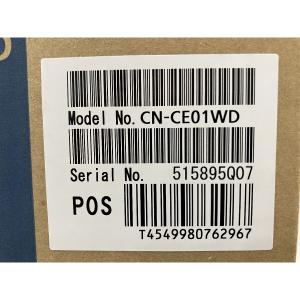 Model No. CN-CE01WD
Serial No. 515895Q07
POS
T4549980762967